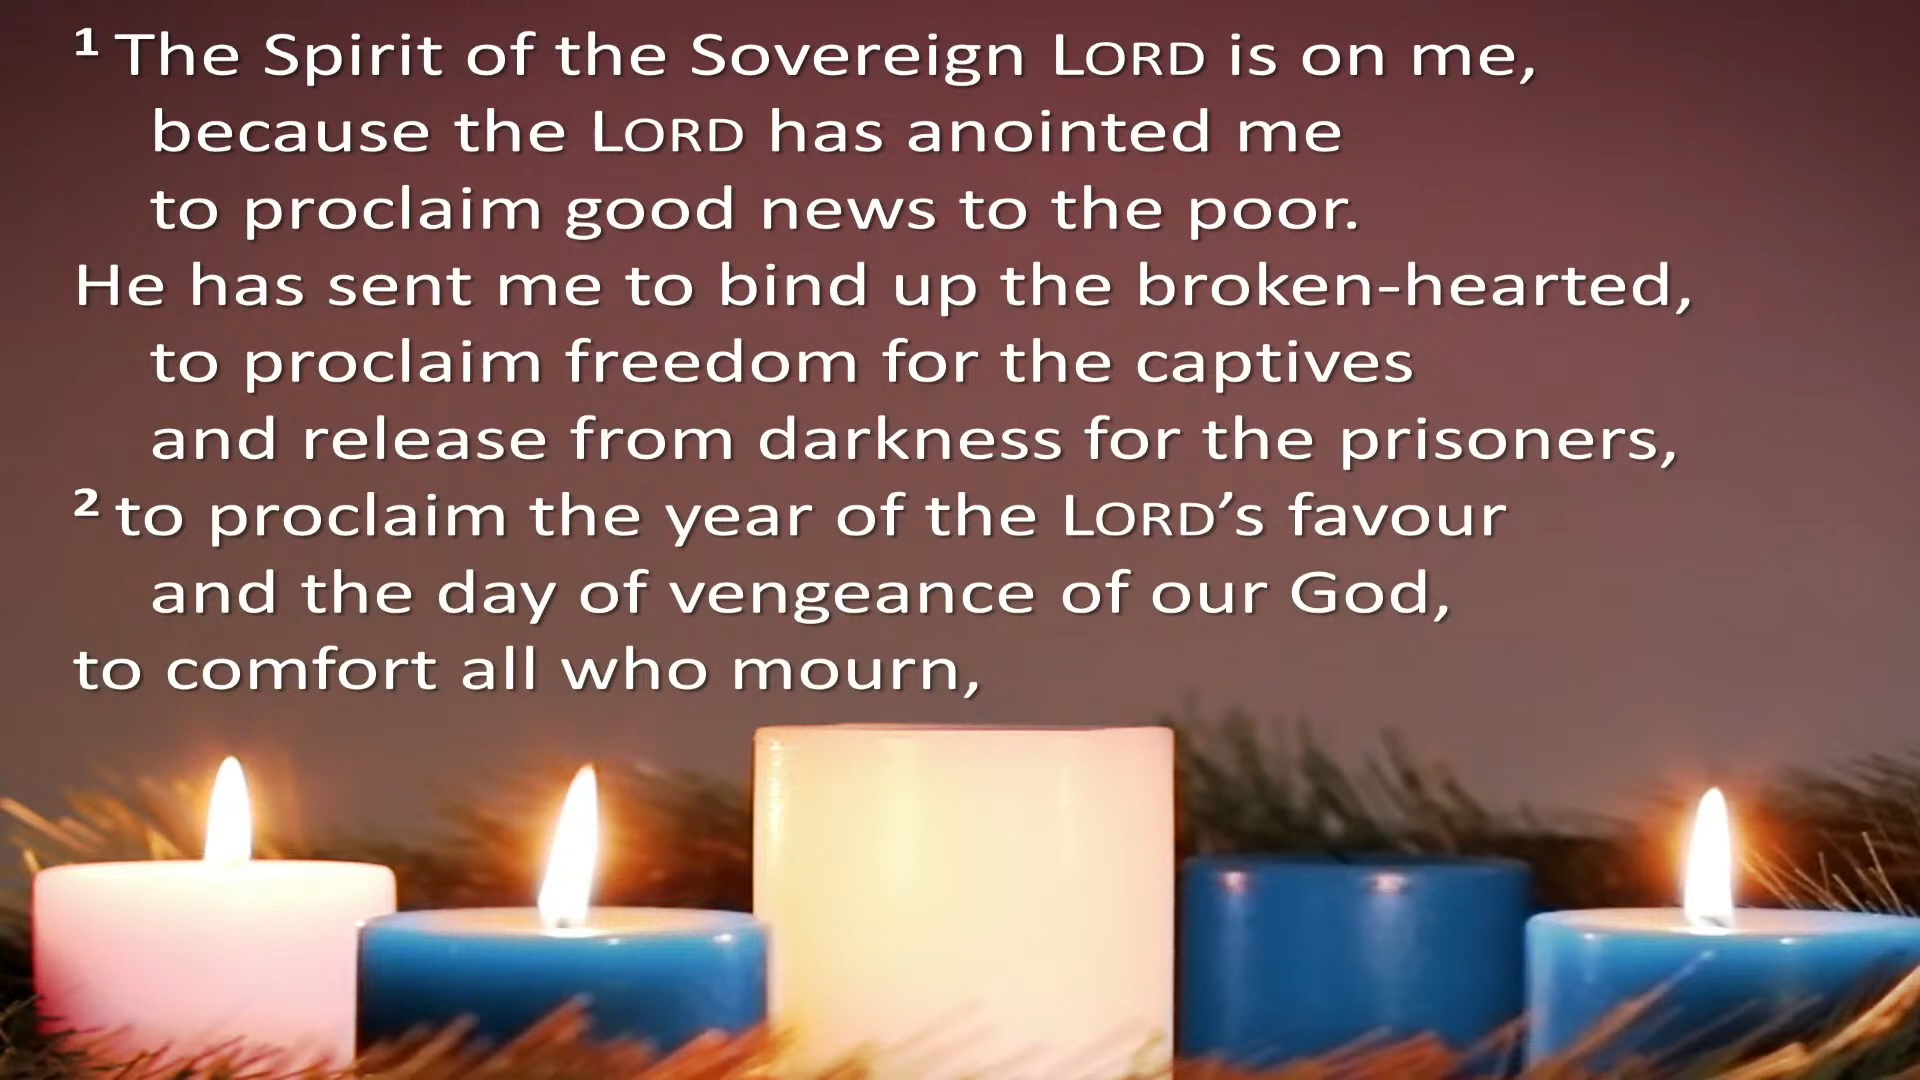 ¹ The Spirit of the Sovereign LORD is on me,
because the LORD has anointed me
to proclaim good news to the poor.
He has sent me to bind up the broken-hearted,
to proclaim freedom for the captives
and release from darkness for the prisoners,
² to proclaim the year of the LORD’s favour
and the day of vengeance of our God,
to comfort all who mourn,